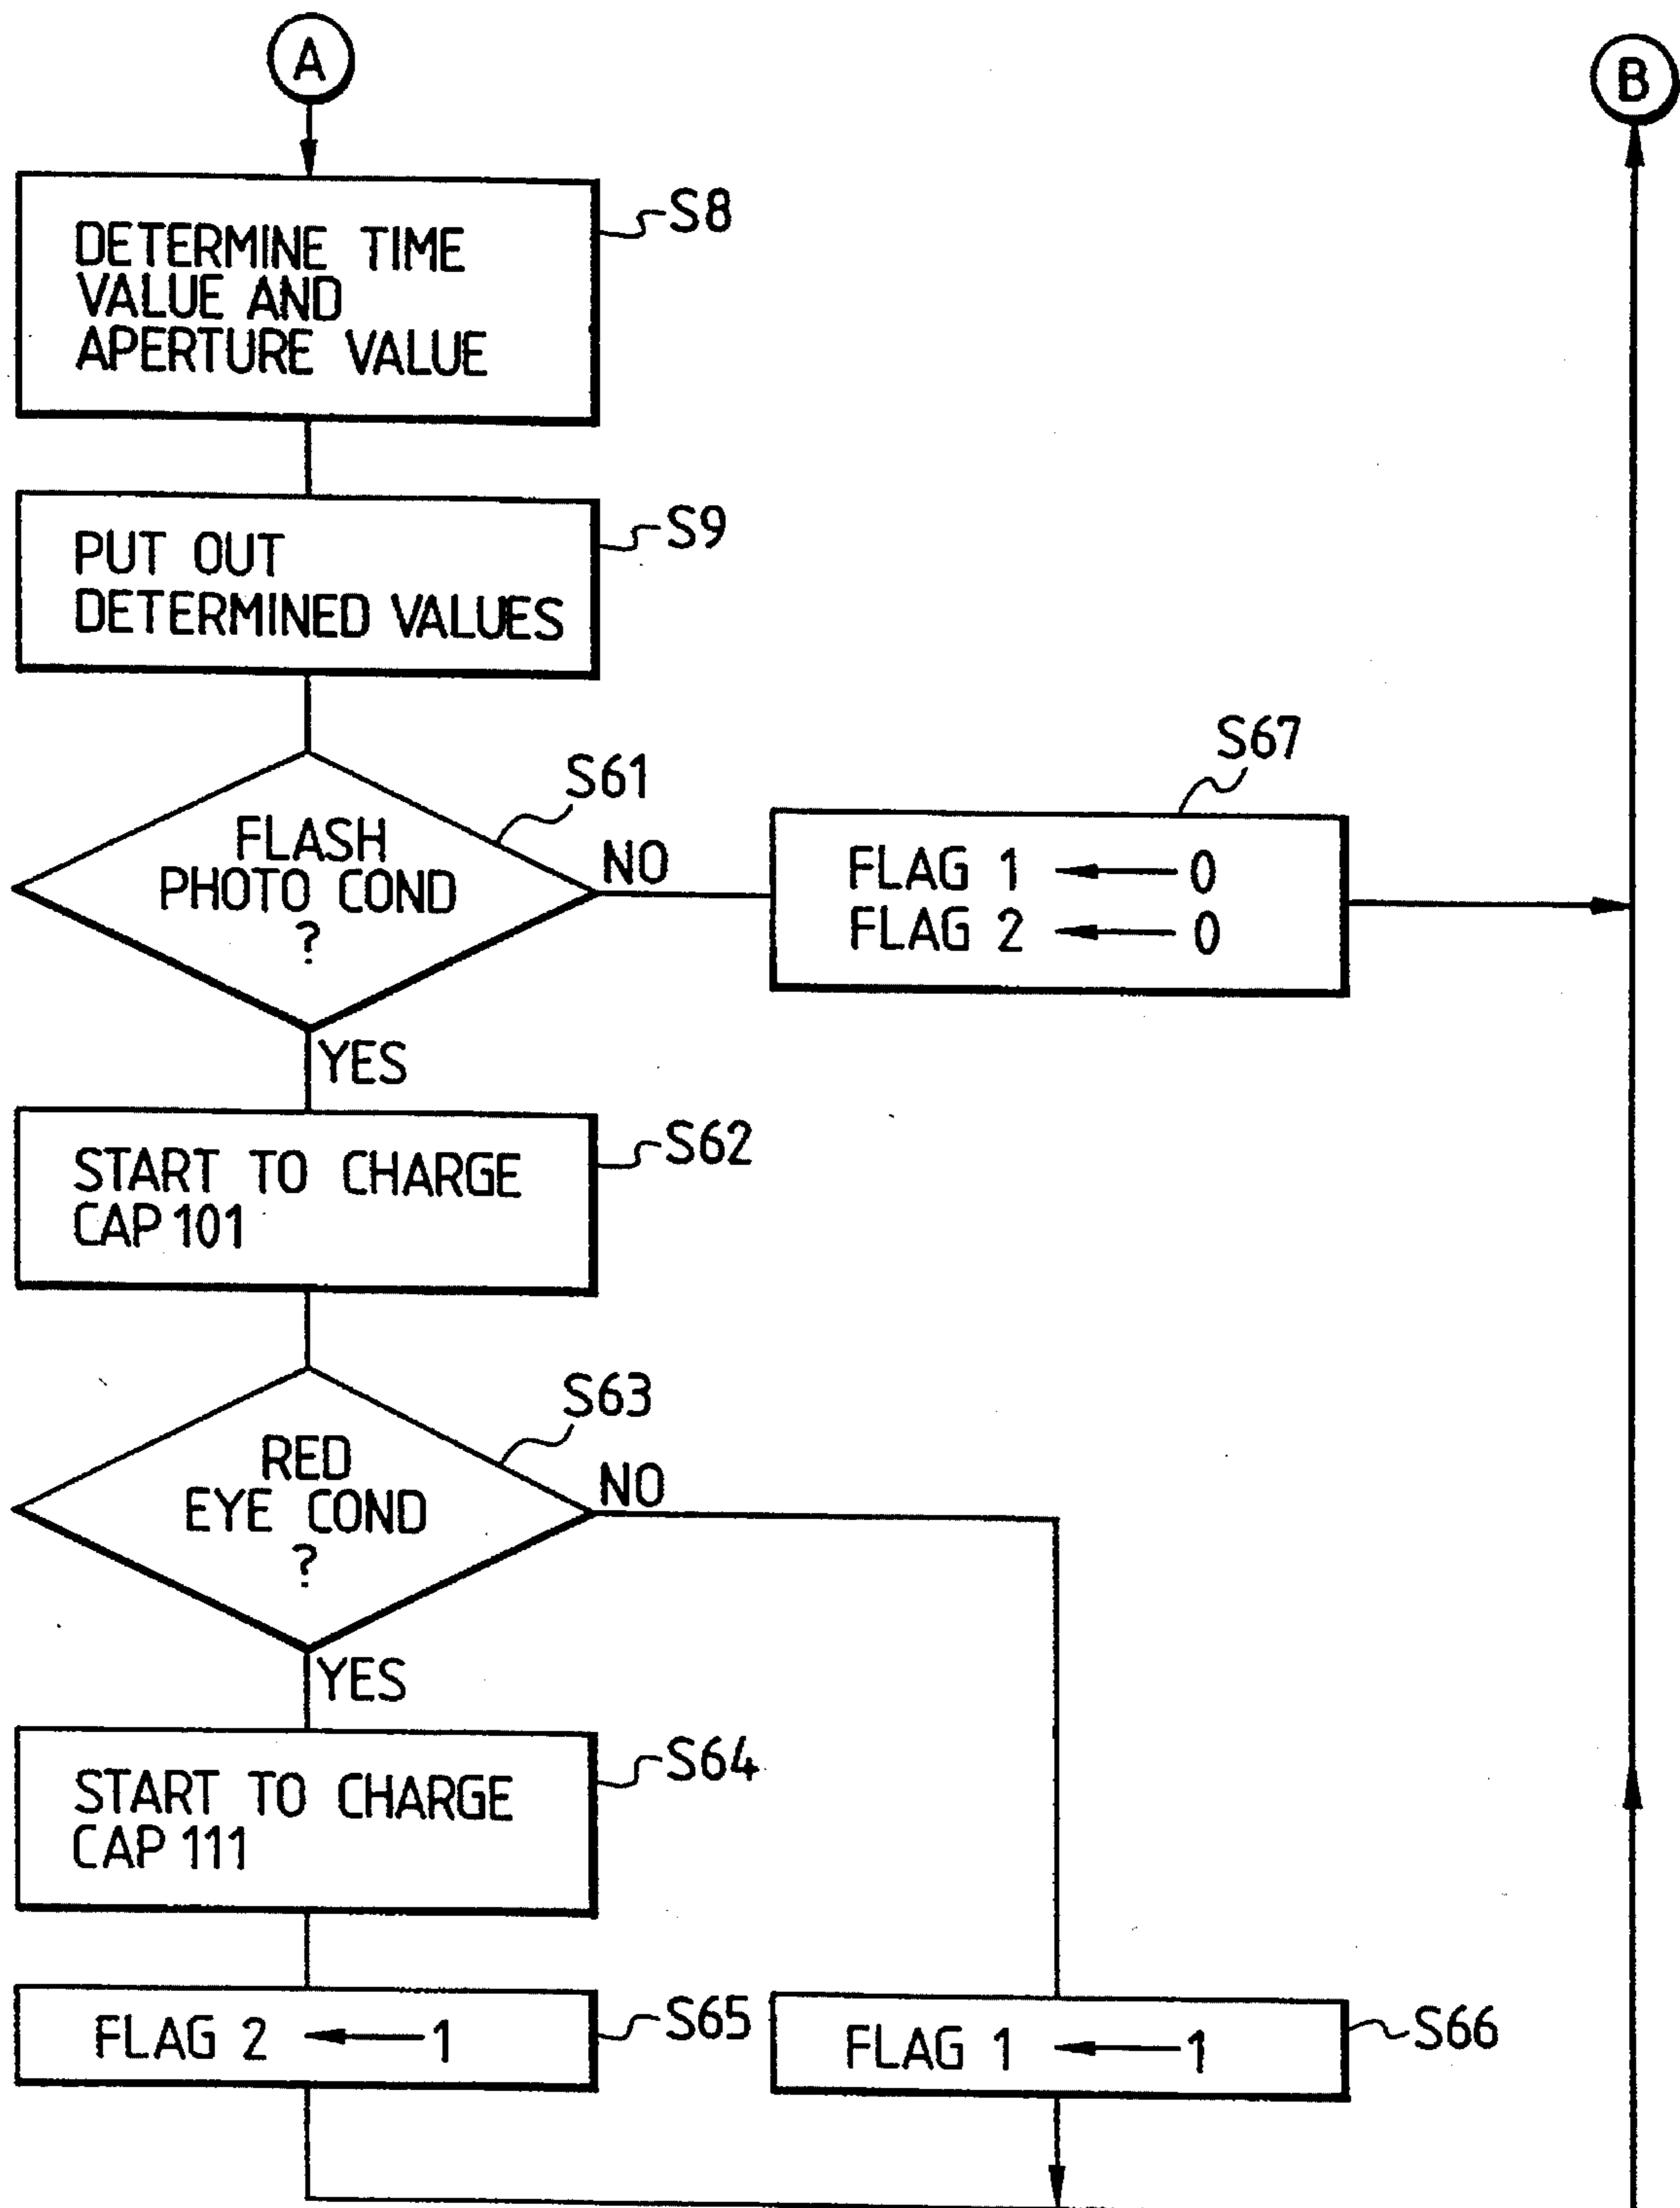 A
B
S8
DETERMINE TIME
VALUE AND
APERTURE VALUE
S9
PUT OUT
DETERMINED VALUES
S61
FLASH
PHOTO COND
?
NO
YES
S67
FLAG 1 ← 0
FLAG 2 ← 0
S62
START TO CHARGE
CAP 101
S63
RED
EYE COND
?
NO
YES
S64
START TO CHARGE
CAP 111
S65
FLAG 2 ← 1
S66
FLAG 1 ← 1